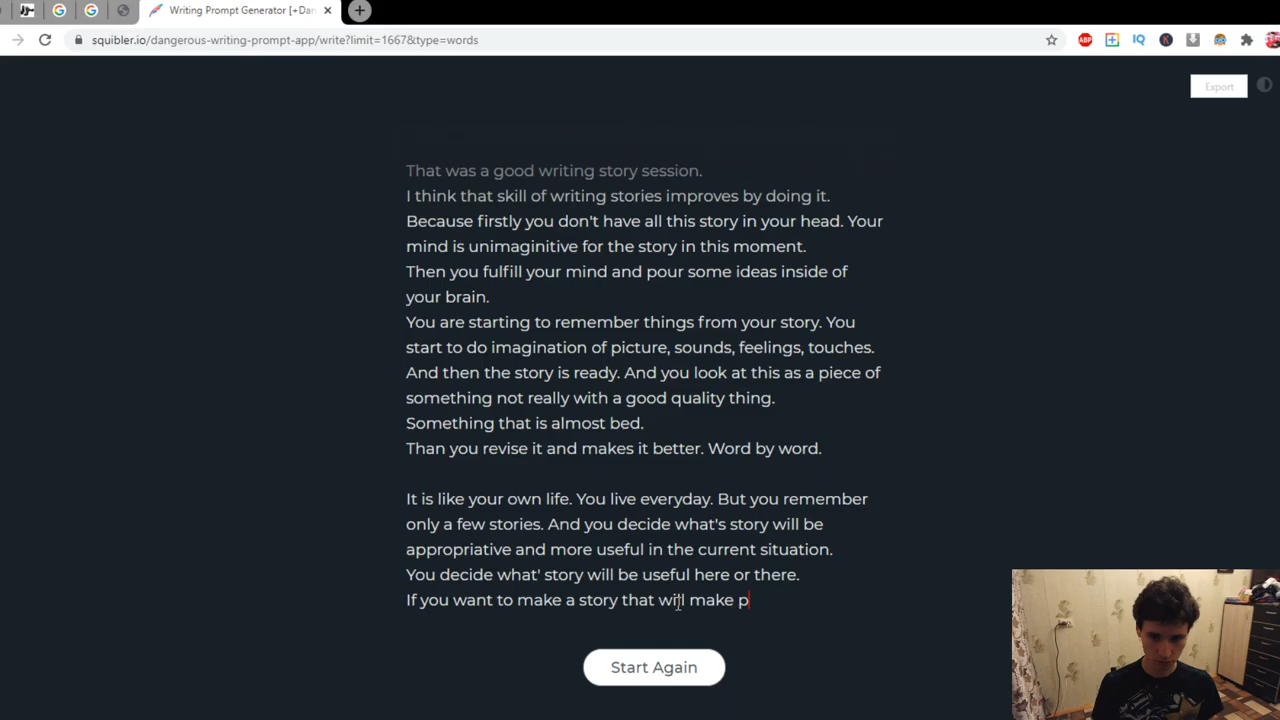 Writing Prompt Generator [+Dan
squibler.io/dangerous-writing-prompt-app/write?limit=1667&type=words
ABP
IQ
K
Export
That was a good writing story session.
I think that skill of writing stories improves by doing it.
Because firstly you don't have all this story in your head. Your
mind is unimaginitive for the story in this moment.
Then you fulfill your mind and pour some ideas inside of
your brain.
You are starting to remember things from your story. You
start to do imagination of picture, sounds, feelings, touches.
And then the story is ready. And you look at this as a piece of
something not really with a good quality thing.
Something that is almost bed.
Than you revise it and makes it better. Word by word.
It is like your own life. You live everyday. But you remember
only a few stories. And you decide what's story will be
appropriative and more useful in the current situation.
You decide what' story will be useful here or there.
If you want to make a story that will make p
Start Again